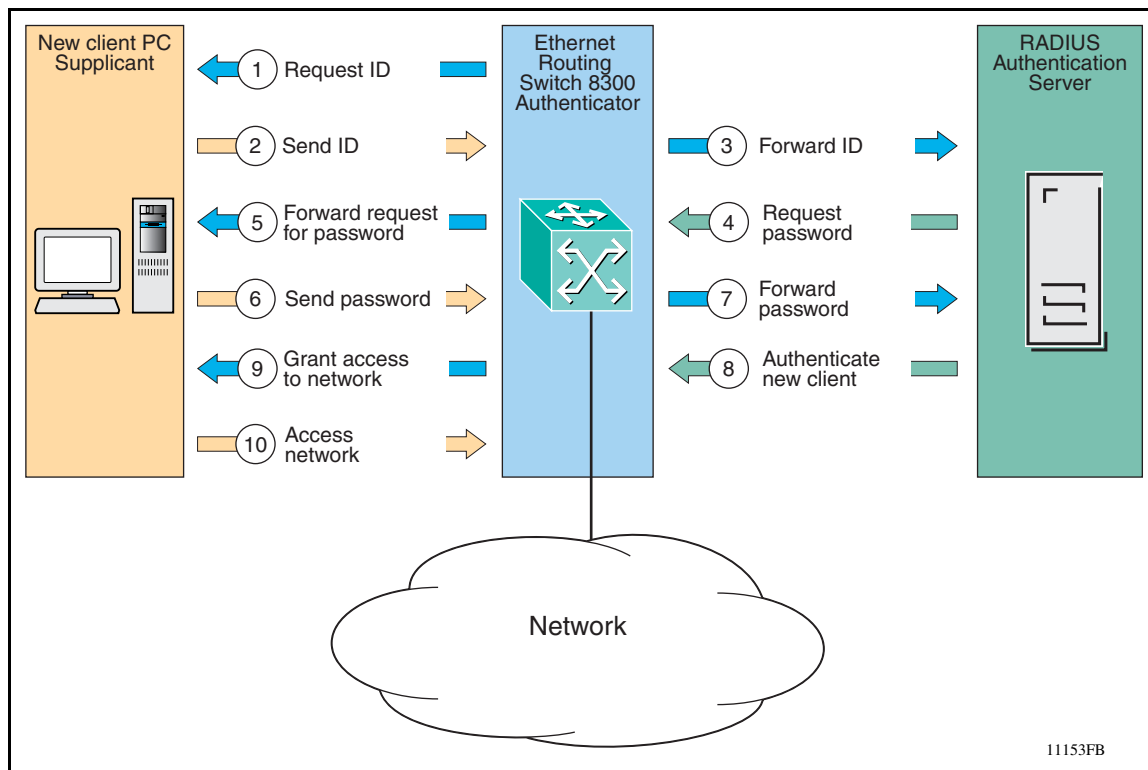 New client PC
Supplicant
Ethernet
Routing
Switch 8300
Authenticator
RADIUS
Authentication
Server
1 Request ID
2 Send ID
3 Forward ID
5 Forward request
for password
4 Request
password
6 Send password
7 Forward
password
9 Grant access
to network
8 Authenticate
new client
10 Access
network
Network
11153FB